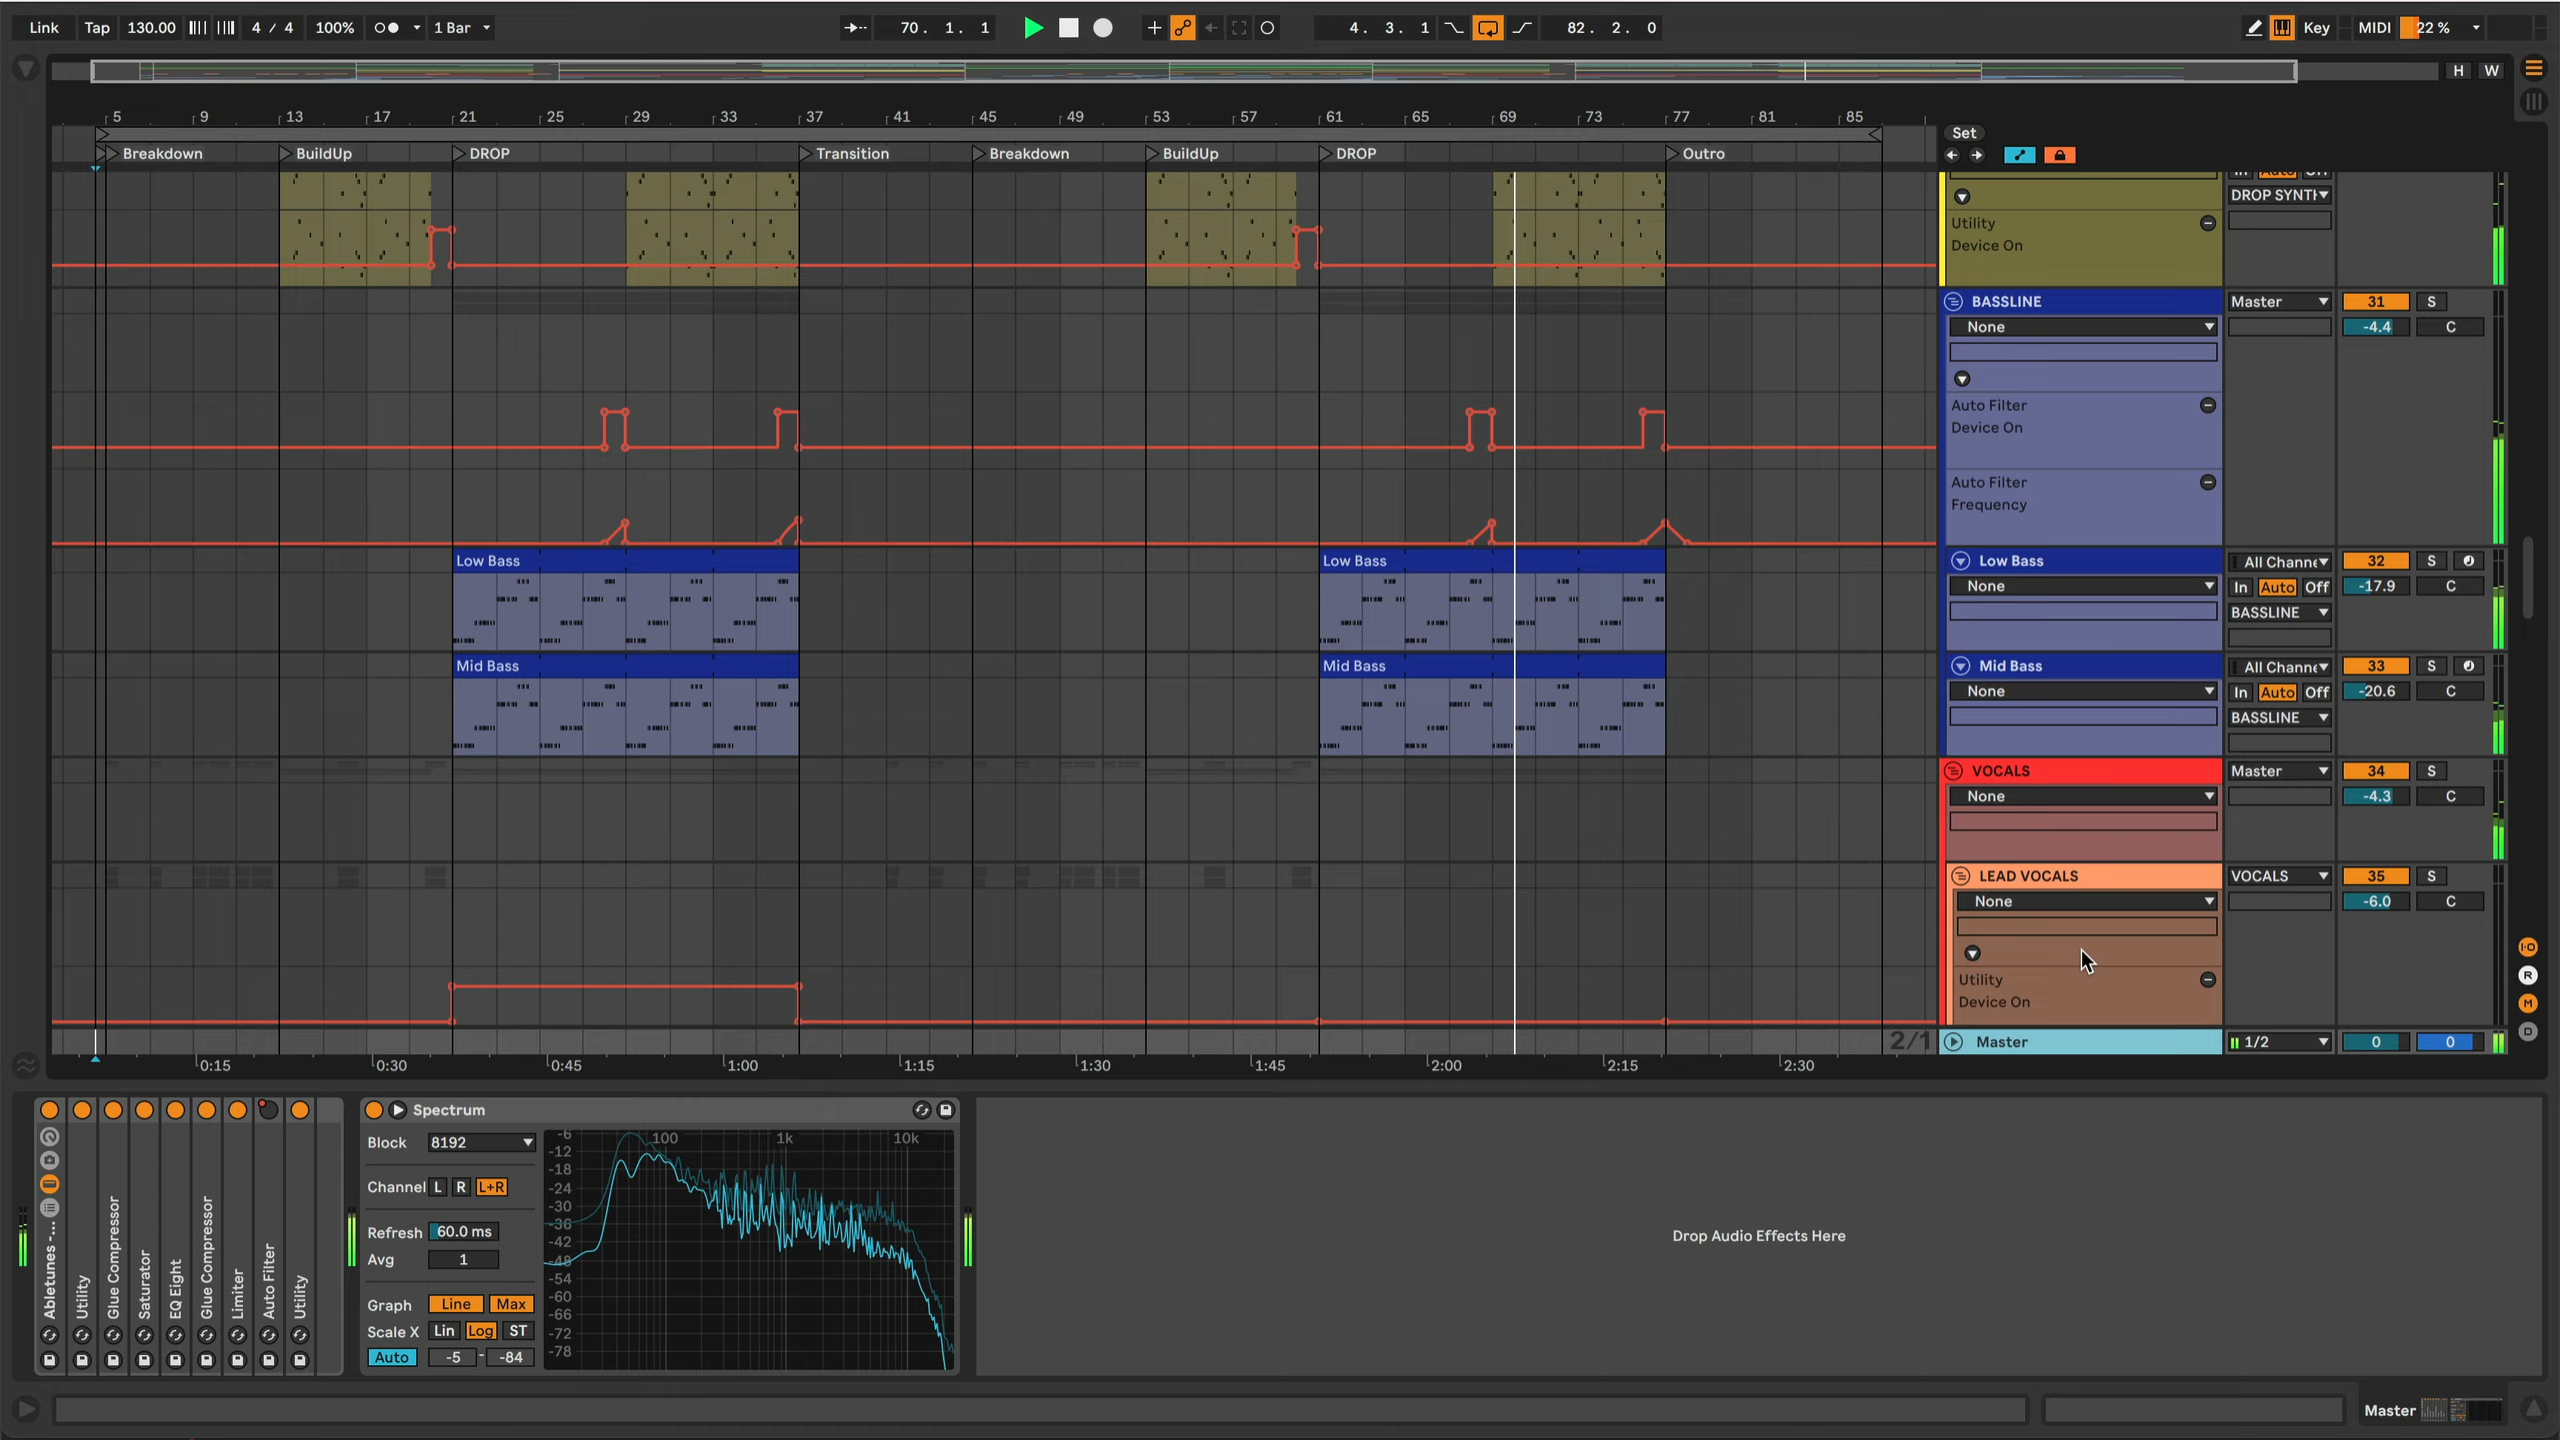 Link Tap 130.00 4 / 4 100% 1 Bar 70. 1. 1 4. 3. 1 82. 2. 0 Key MIDI 22 %
H W
5 9 13 17 21 25 29 33 37 41 45 49 53 57 61 65 69 73 77 81 85
Set
Breakdown BuildUp DROP Transition Breakdown BuildUp DROP Outro
DROP SYNTH
Utility
Device On
BASSLINE Master 31 S
None -4.4 C
Auto Filter
Device On
Auto Filter
Frequency
Low Bass Low Bass Low Bass All Channe 32 S
None In Auto Off -17.9 C
BASSLINE
Mid Bass Mid Bass Mid Bass All Channe 33 S
None In Auto Off -20.6 C
BASSLINE
VOCALS Master 34 S
None -4.3 C
LEAD VOCALS VOCALS 35 S
None -6.0 C
Utility
Device On
2/1 Master 1/2 0 0
I·O
R
M
D
0:15 0:30 0:45 1:00 1:15 1:30 1:45 2:00 2:15 2:30
Abletunes -...
Utility
Glue Compressor
Saturator
EQ Eight
Glue Compressor
Limiter
Auto Filter
Utility
Spectrum
Block 8192
Channel L R L+R
Refresh 60.0 ms
Avg 1
Graph Line Max
Scale X Lin Log ST
Auto -5 - -84
100 1k 10k
-6
-12
-18
-24
-30
-36
-42
-48
-54
-60
-66
-72
-78
Drop Audio Effects Here
Master